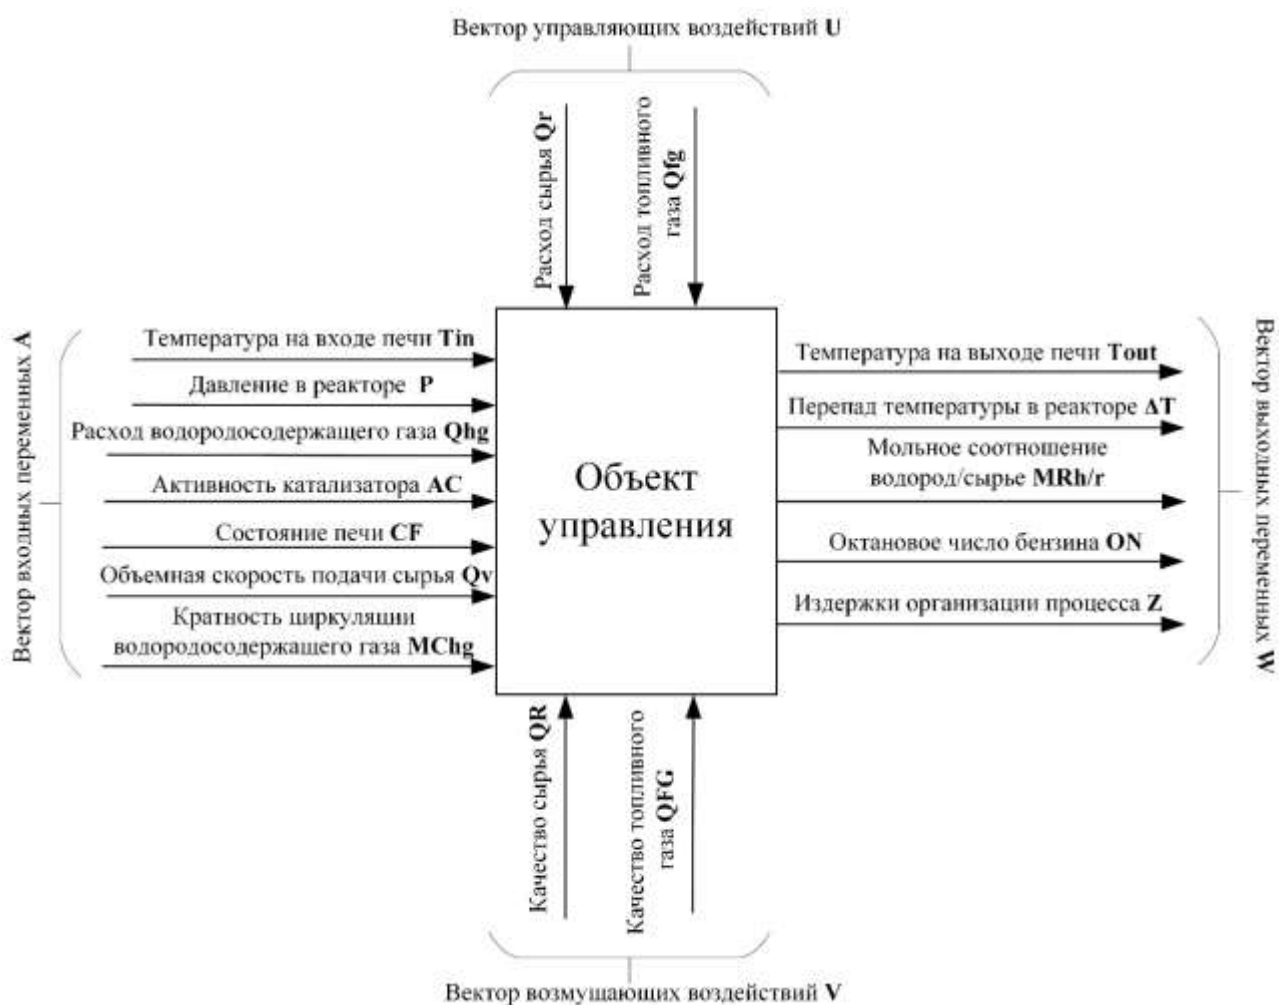 Вектор управляющих воздействий U
Расход сырья Qr
Расход топливного
газа Qfg
Вектор входных переменных A
Температура на входе печи Tin
Давление в реакторе P
Расход водородосодержащего газа Qhg
Активность катализатора AC
Состояние печи CF
Объемная скорость подачи сырья Qv
Кратность циркуляции
водородосодержащего газа MChg
Объект
управления
Температура на выходе печи Tout
Перепад температуры в реакторе ΔT
Мольное соотношение
водород/сырье MRh/r
Октановое число бензина ON
Издержки организации процесса Z
Вектор выходных переменных W
Качество сырья QR
Качество топливного
газа QFG
Вектор возмущающих воздействий V